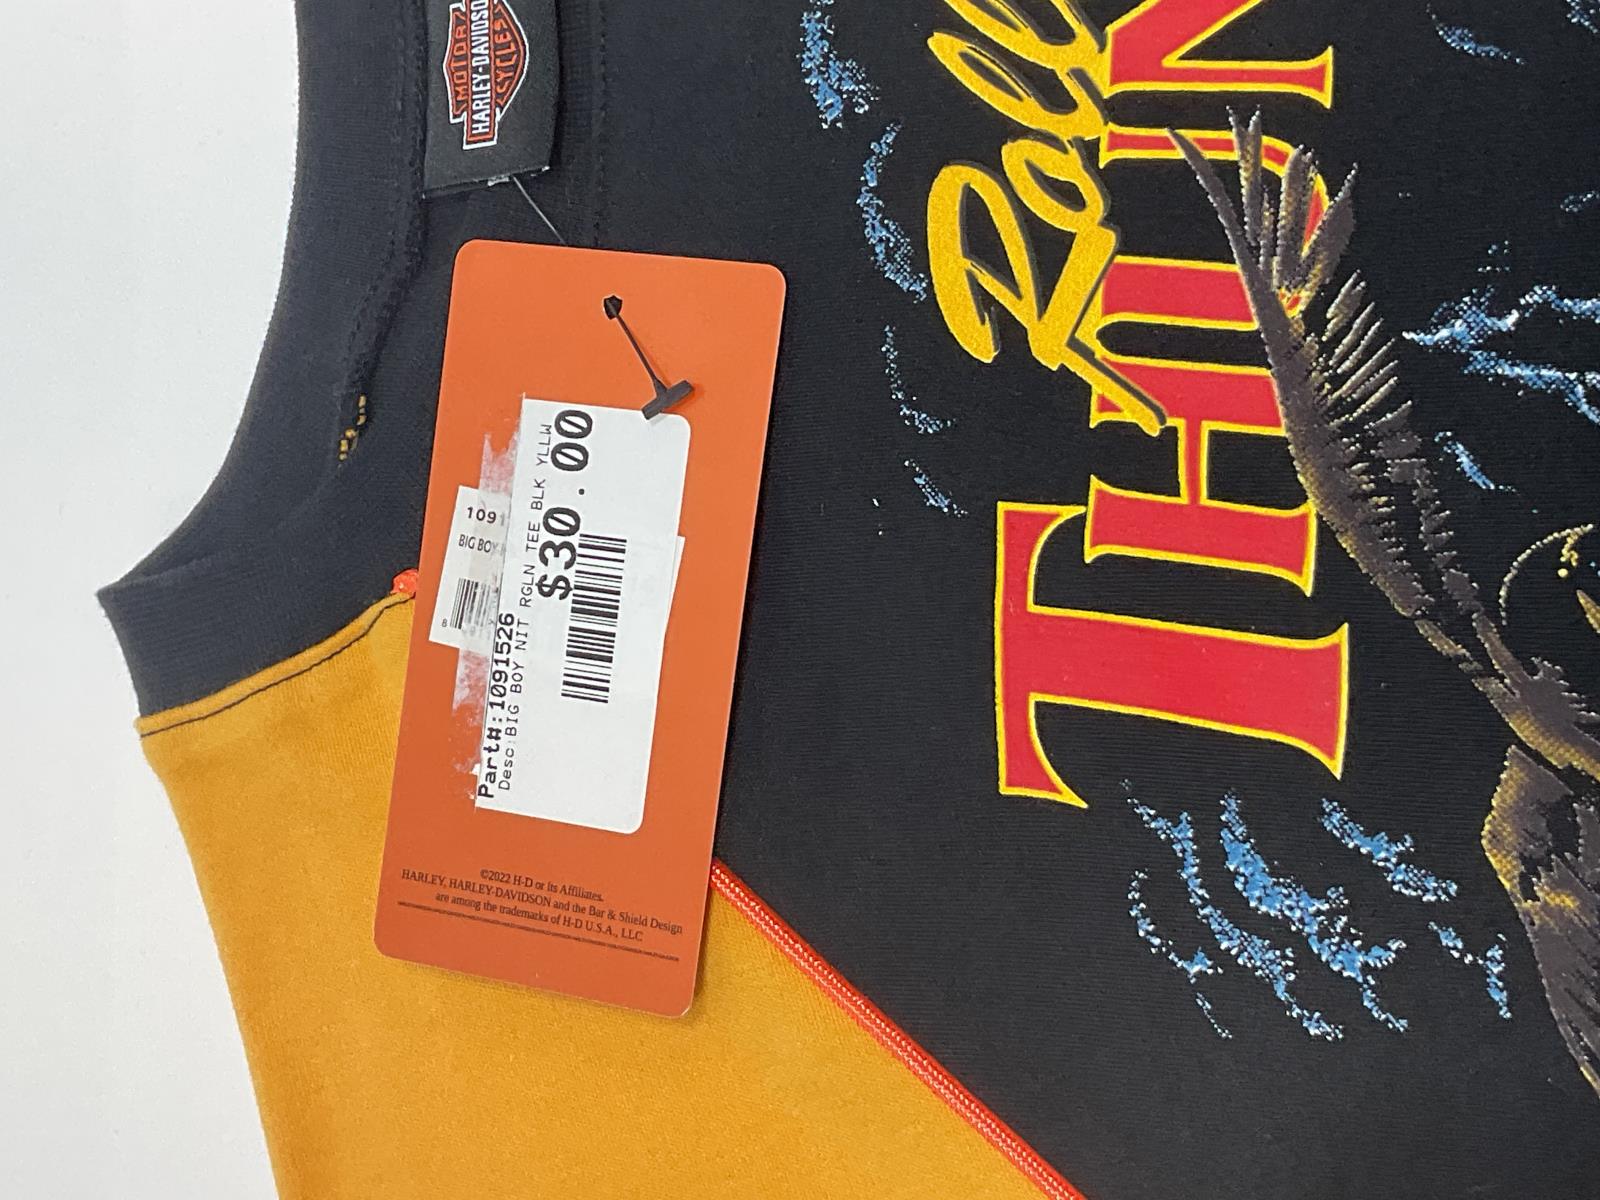 MOTOR
HARLEY-DAVIDSON
CYCLES
109
BIG BOY
8
Part#:1091526
Desc:BIG BOY NIT RGLN TEE BLK YLLW
$30.00
©2022 H-D or its Affiliates.
HARLEY, HARLEY-DAVIDSON and the Bar & Shield Design
are among the trademarks of H-D U.S.A., LLC